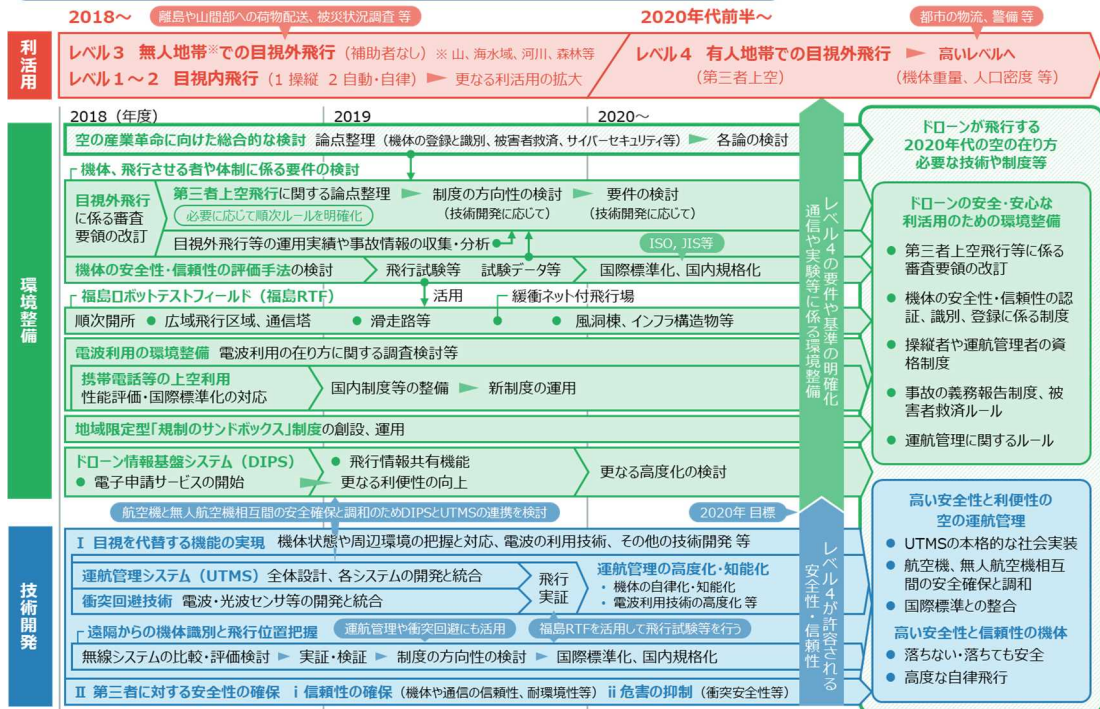 2018～
離島や山間部への荷物配送、被災状況調査 等
2020年代前半～
都市の物流、警備 等
利活用
レベル3 無人地帯※での目視外飛行（補助者なし）※ 山、海水域、河川、森林等
レベル1～2 目視内飛行（1 操縦 2 自動・自律） 更なる利活用の拡大
レベル4 有人地帯での目視外飛行
（第三者上空）
高いレベルへ
（機体重量、人口密度 等）
環境整備
2018（年度）
2019
2020～
空の産業革命に向けた総合的な検討 論点整理（機体の登録と識別、被害者救済、サイバーセキュリティ等） 各論の検討
機体、飛行させる者や体制に係る要件の検討
目視外飛行
に係る審査
要領の改訂
第三者上空飛行に関する論点整理
必要に応じて順次ルールを明確化
制度の方向性の検討
（技術開発に応じて）
要件の検討
（技術開発に応じて）
目視外飛行等の運用実績や事故情報の収集・分析
ISO, JIS等
機体の安全性・信頼性の評価手法の検討
飛行試験等 試験データ等
国際標準化、国内規格化
福島ロボットテストフィールド（福島RTF）
活用
緩衝ネット付飛行場
順次開所 ● 広域飛行区域、通信塔
● 滑走路等
● 風洞棟、インフラ構造物等
電波利用の環境整備 電波利用の在り方に関する調査検討等
携帯電話等の上空利用
性能評価・国際標準化の対応
国内制度等の整備
新制度の運用
地域限定型「規制のサンドボックス」制度の創設、運用
ドローン情報基盤システム（DIPS）
● 電子申請サービスの開始
● 飛行情報共有機能
更なる利便性の向上
更なる高度化の検討
レベル4の要件や基準の明確化
通信や実験等に係る環境整備
ドローンが飛行する
2020年代の空の在り方
必要な技術や制度等
ドローンの安全・安心な
利活用のための環境整備
● 第三者上空飛行等に係る
審査要領の改訂
● 機体の安全性・信頼性の認
証、識別、登録に係る制度
● 操縦者や運航管理者の資
格制度
● 事故の義務報告制度、被
害者救済ルール
● 運航管理に関するルール
航空機と無人航空機相互間の安全確保と調和のためDIPSとUTMSの連携を検討
2020年 目標
技術開発
Ⅰ 目視を代替する機能の実現 機体状態や周辺環境の把握と対応、電波の利用技術、その他の技術開発 等
運航管理システム（UTMS）全体設計、各システムの開発と統合
衝突回避技術 電波・光波センサ等の開発と統合
飛行
実証
運航管理の高度化・知能化
・ 機体の自律化・知能化
・ 電波利用技術の高度化 等
遠隔からの機体識別と飛行位置把握
運航管理や衝突回避にも活用
福島RTFを活用して飛行試験等を行う
無線システムの比較・評価検討
実証・検証
制度の方向性の検討
国際標準化、国内規格化
Ⅱ 第三者に対する安全性の確保 ⅰ 信頼性の確保（機体や通信の信頼性、耐環境性等）ⅱ 危害の抑制（衝突安全性等）
レベル4が許容される
安全性・信頼性
高い安全性と利便性の
空の運航管理
● UTMSの本格的な社会実装
● 航空機、無人航空機相互
間の安全確保と調和
● 国際標準との整合
高い安全性と信頼性の機体
● 落ちない・落ちても安全
● 高度な自律飛行